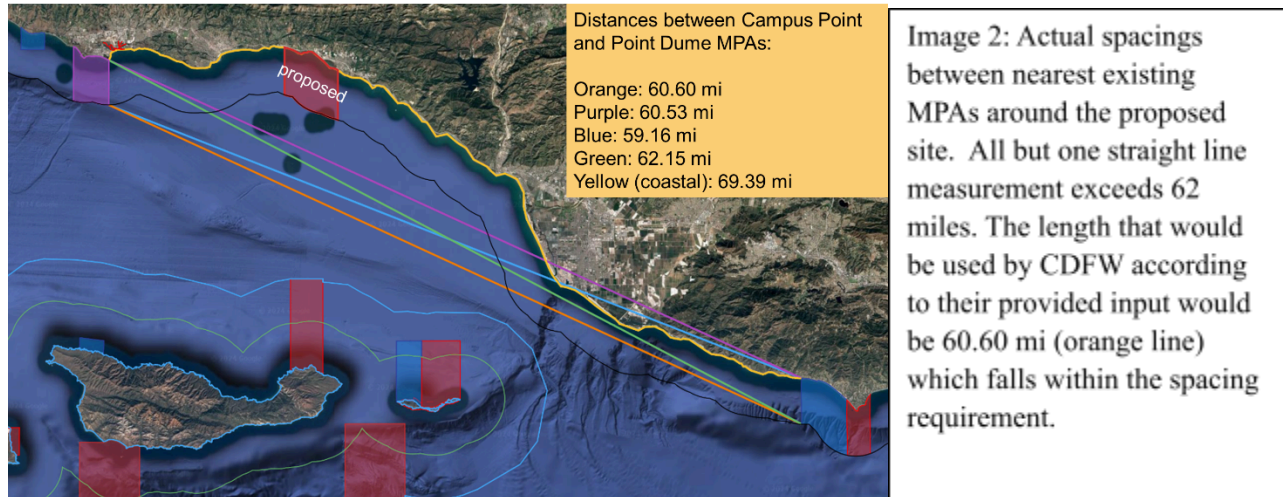 Distances between Campus Point
and Point Dume MPAs:
Orange: 60.60 mi
Purple: 60.53 mi
Blue: 59.16 mi
Green: 62.15 mi
Yellow (coastal): 69.39 mi
proposed
Image 2: Actual spacings
between nearest existing
MPAs around the proposed
site. All but one straight line
measurement exceeds 62
miles. The length that would
be used by CDFW according
to their provided input would
be 60.60 mi (orange line)
which falls within the spacing
requirement.